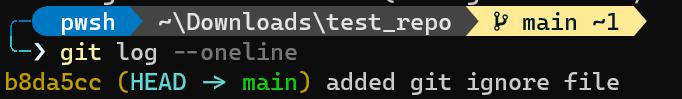 pwsh ~\Downloads\test_repo main ~1
git log --oneline
b8da5cc (HEAD -> main) added git ignore file